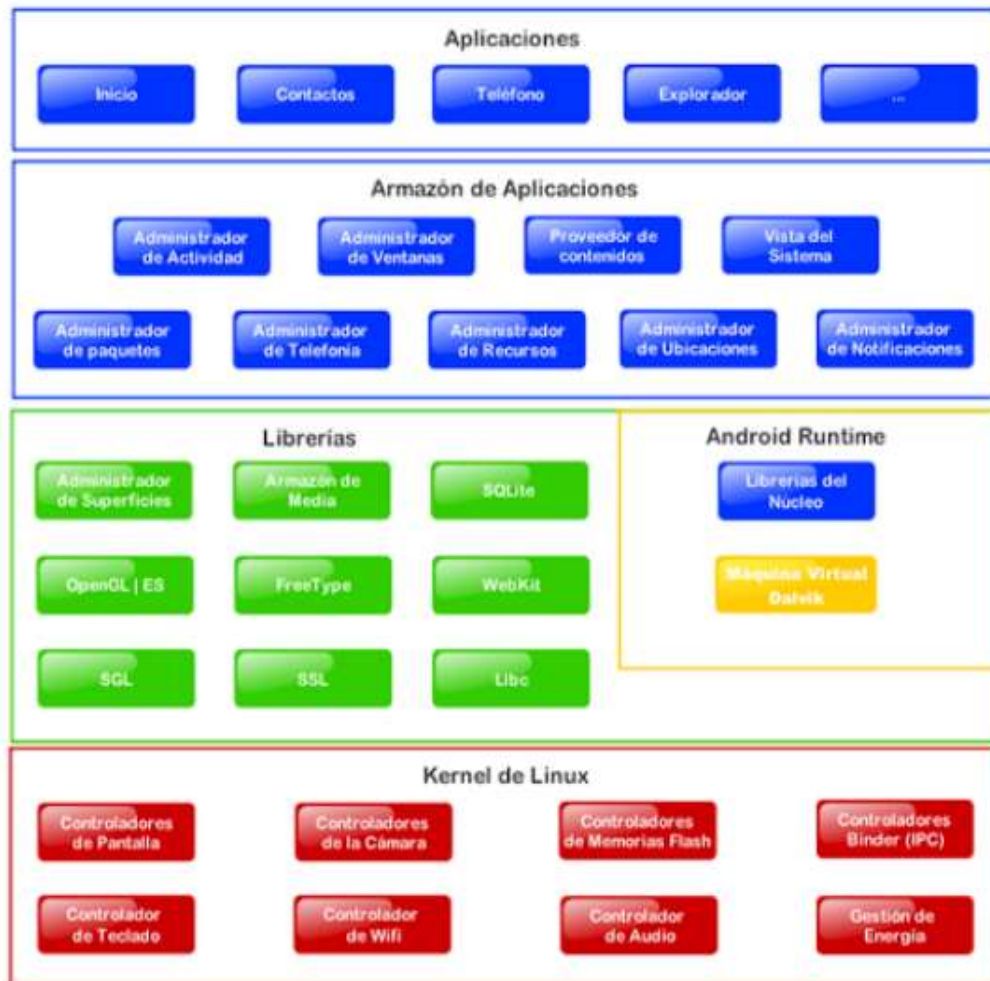 Aplicaciones
Inicio
Contactos
Teléfono
Explorador
...
Armazón de Aplicaciones
Administrador
de Actividad
Administrador
de Ventanas
Proveedor de
contenidos
Vista del
Sistema
Administrador
de paquetes
Administrador
de Telefonía
Administrador
de Recursos
Administrador
de Ubicaciones
Administrador
de Notificaciones
Librerías
Administrador
de Superficies
Armazón de
Media
SQLite
OpenGL | ES
FreeType
WebKit
SGL
SSL
Libc
Android Runtime
Librerías del
Núcleo
Máquina Virtual
Dalvik
Kernel de Linux
Controladores
de Pantalla
Controladores
de la Cámara
Controladores
de Memorias Flash
Controladores
Binder (IPC)
Controlador
de Teclado
Controlador
de Wifi
Controlador
de Audio
Gestión de
Energía